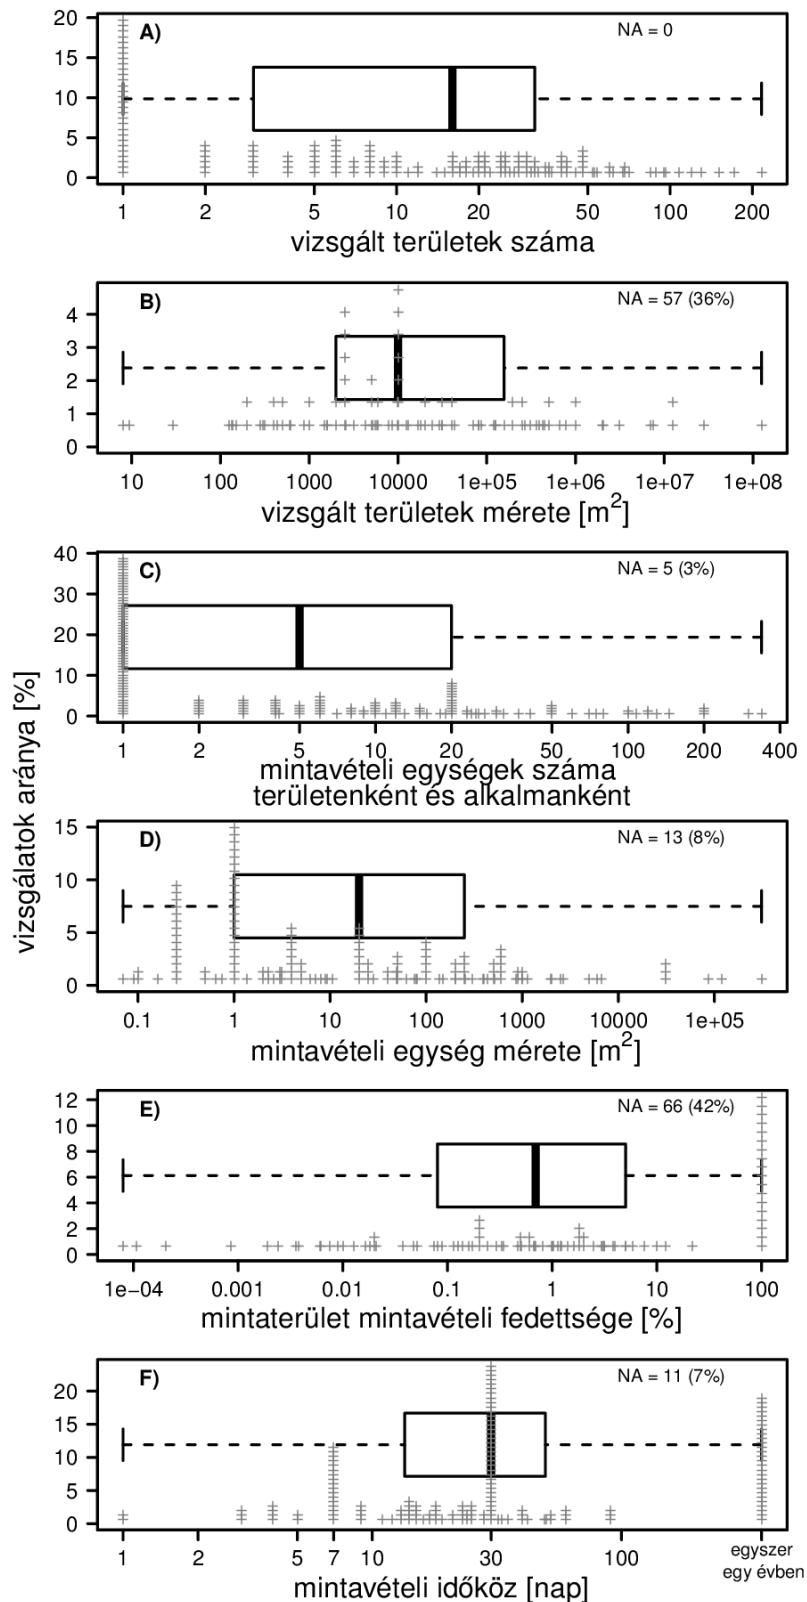 A)
NA = 0
20
15
10
5
0
1 2 5 10 20 50 100 200
vizsgált területek száma
B)
NA = 57 (36%)
4
3
2
1
0
10 100 1000 10000 1e+05 1e+06 1e+07 1e+08
vizsgált területek mérete [m²]
vizsgálatok aránya [%]
C)
NA = 5 (3%)
40
30
20
10
0
1 2 5 10 20 50 100 200 400
mintavételi egységek száma
területenként és alkalmanként
D)
NA = 13 (8%)
15
10
5
0
0.1 1 10 100 1000 10000 1e+05
mintavételi egység mérete [m²]
E)
NA = 66 (42%)
12
10
8
6
4
2
0
1e−04 0.001 0.01 0.1 1 10 100
mintaterület mintavételi fedettsége [%]
F)
NA = 11 (7%)
20
15
10
5
0
1 2 5 7 10 30 100 egyszer
egy évben
mintavételi időköz [nap]